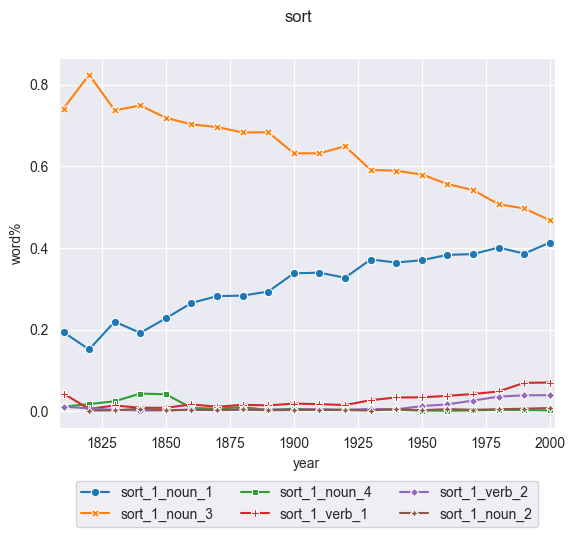 sort
0.8
0.6
0.4
0.2
0.0
word%
1825 1850 1875 1900 1925 1950 1975 2000
year
sort_1_noun_1 sort_1_noun_4 sort_1_verb_2
sort_1_noun_3 sort_1_verb_1 sort_1_noun_2